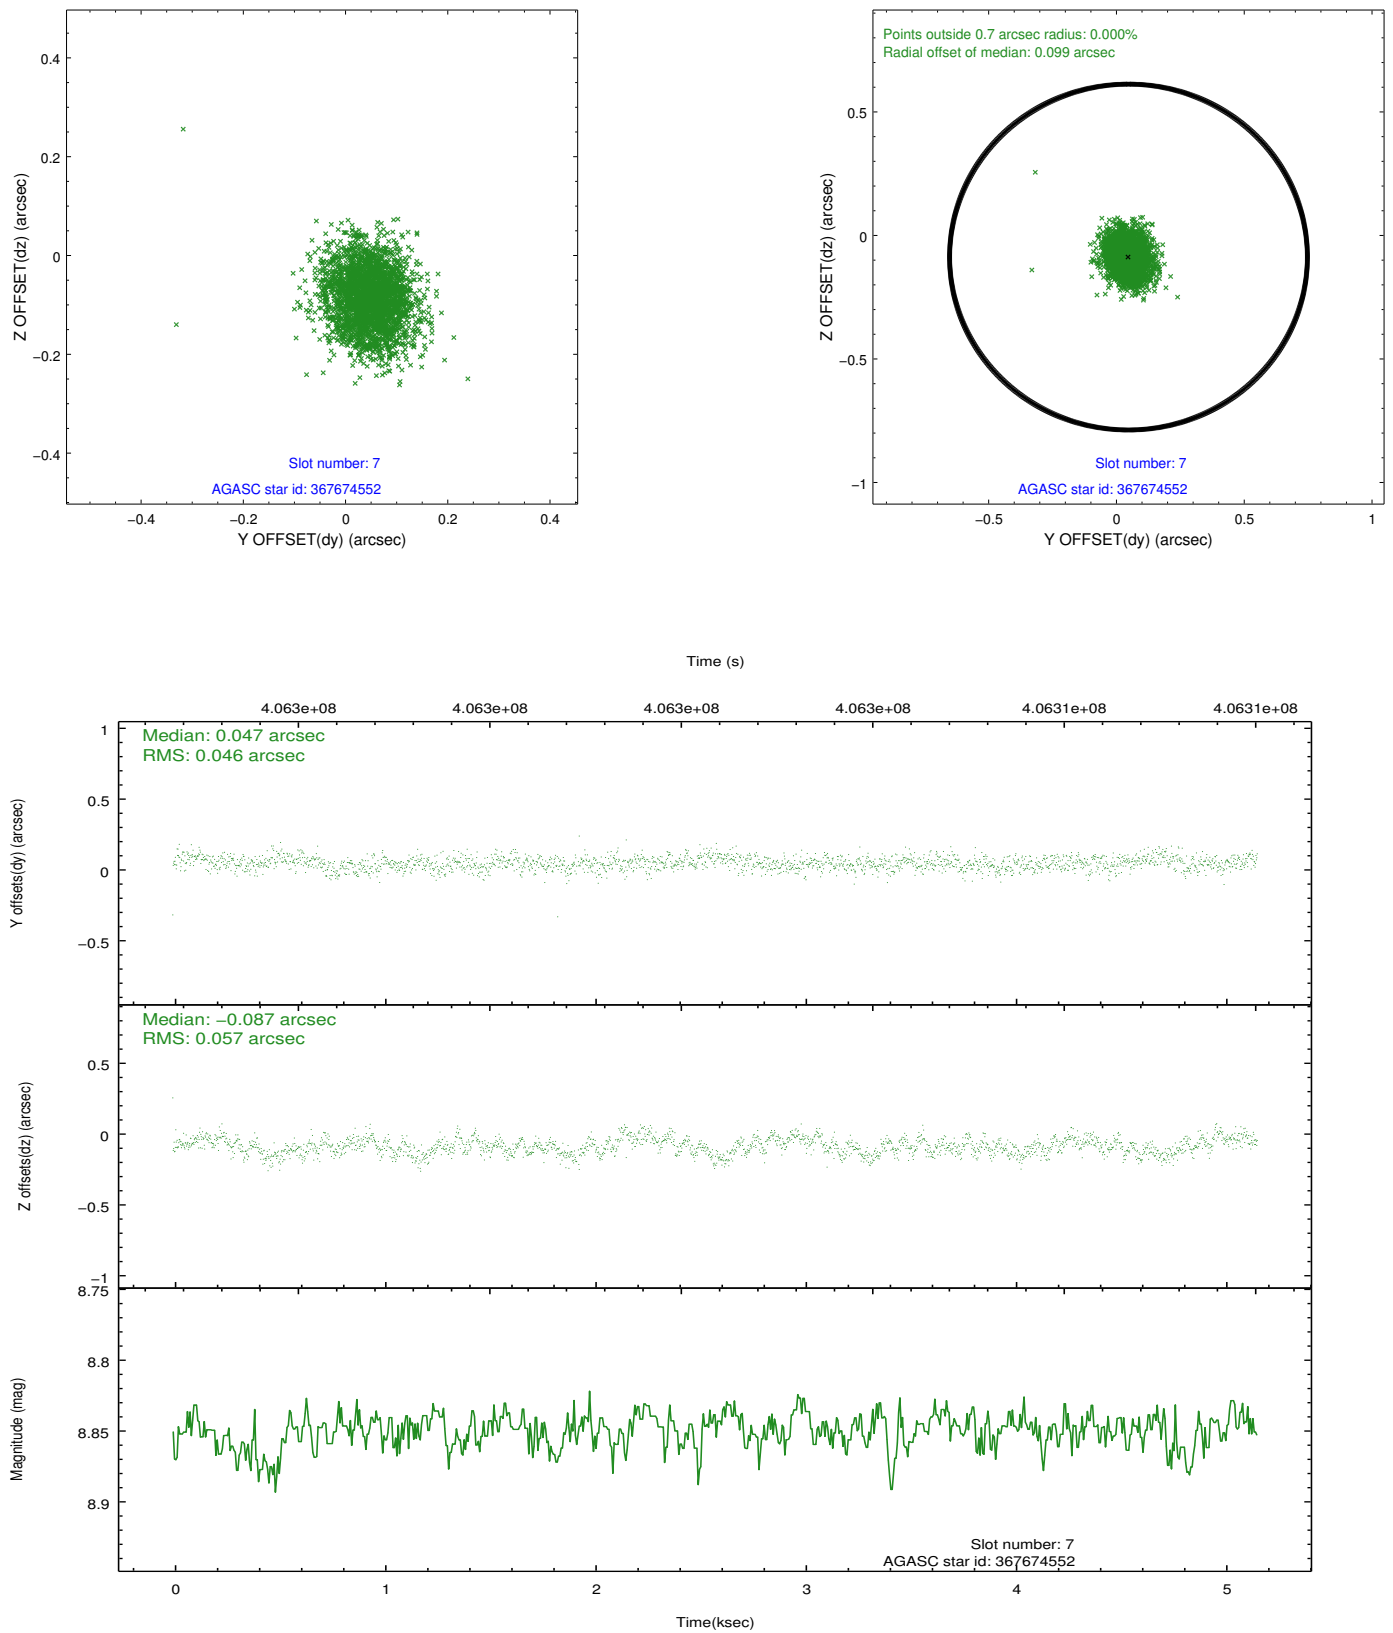 0.4
0.2
0
−0.2
−0.4
Z OFFSET(dz) (arcsec)
Slot number: 7
AGASC star id: 367674552
−0.4 −0.2 0 0.2 0.4
Y OFFSET(dy) (arcsec)
Points outside 0.7 arcsec radius: 0.000%
Radial offset of median: 0.099 arcsec
0.5
0
−0.5
−1
Z OFFSET(dz) (arcsec)
Slot number: 7
AGASC star id: 367674552
−0.5 0 0.5 1
Y OFFSET(dy) (arcsec)
Time (s)
4.063e+08 4.063e+08 4.063e+08 4.063e+08 4.0631e+08 4.0631e+08
Median: 0.047 arcsec
RMS: 0.046 arcsec
1
0.5
0
−0.5
Y offsets(dy) (arcsec)
Median: −0.087 arcsec
RMS: 0.057 arcsec
0.5
0
−0.5
−1
Z offsets(dz) (arcsec)
8.75
8.8
8.85
8.9
Magnitude (mag)
Slot number: 7
AGASC star id: 367674552
0 1 2 3 4 5
Time(ksec)